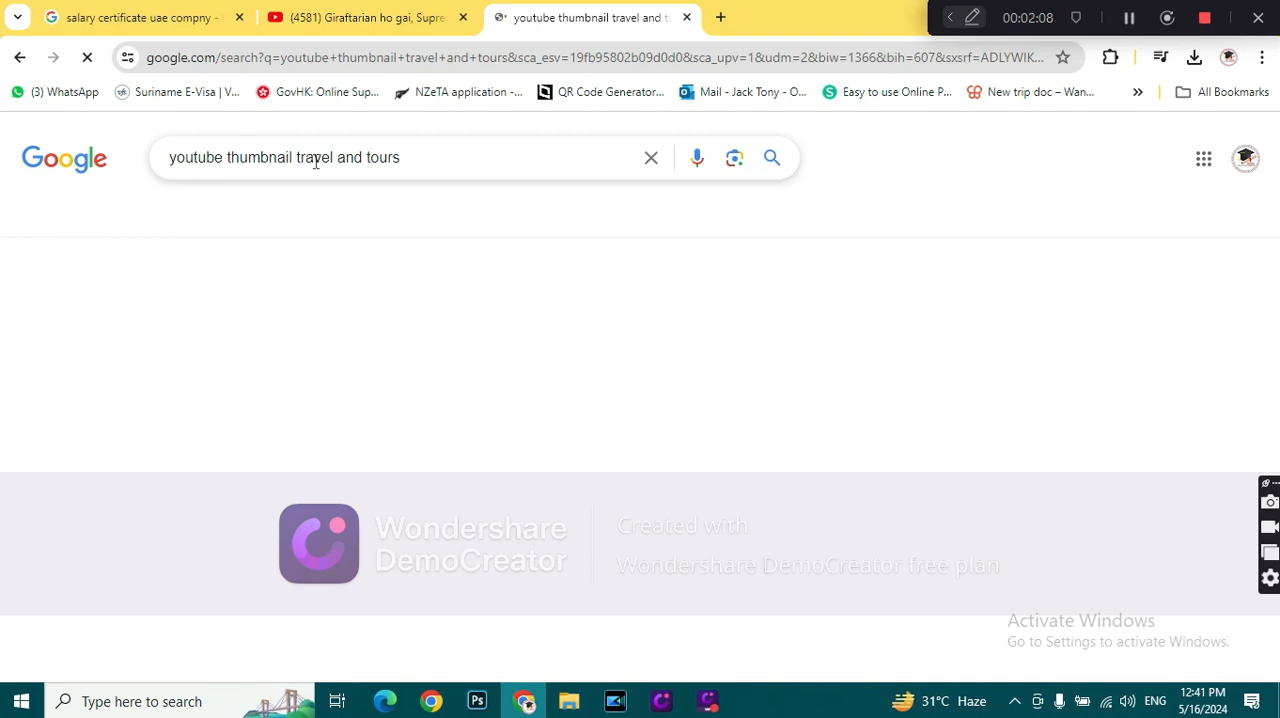 salary certificate uae compny -
(4581) Giraftarian ho gai, Supre
youtube thumbnail travel and t
00:02:08
google.com/search?q=youtube+thumbnail+travel+and+tours&sca_esv=19fb95802b09d0d0&sca_upv=1&udm=2&biw=1366&bih=607&sxsrf=ADLYWIK...
(3) WhatsApp
Suriname E-Visa | V...
GovHK: Online Sup...
NZeTA application -...
QR Code Generator...
Mail - Jack Tony - O...
Easy to use Online P...
New trip doc – Wan...
All Bookmarks
Google
youtube thumbnail travel and tours
Wondershare
DemoCreator
Created with
Wondershare DemoCreator free plan
Activate Windows
Go to Settings to activate Windows.
Type here to search
Ps
31°C Haze
ENG
12:41 PM
5/16/2024